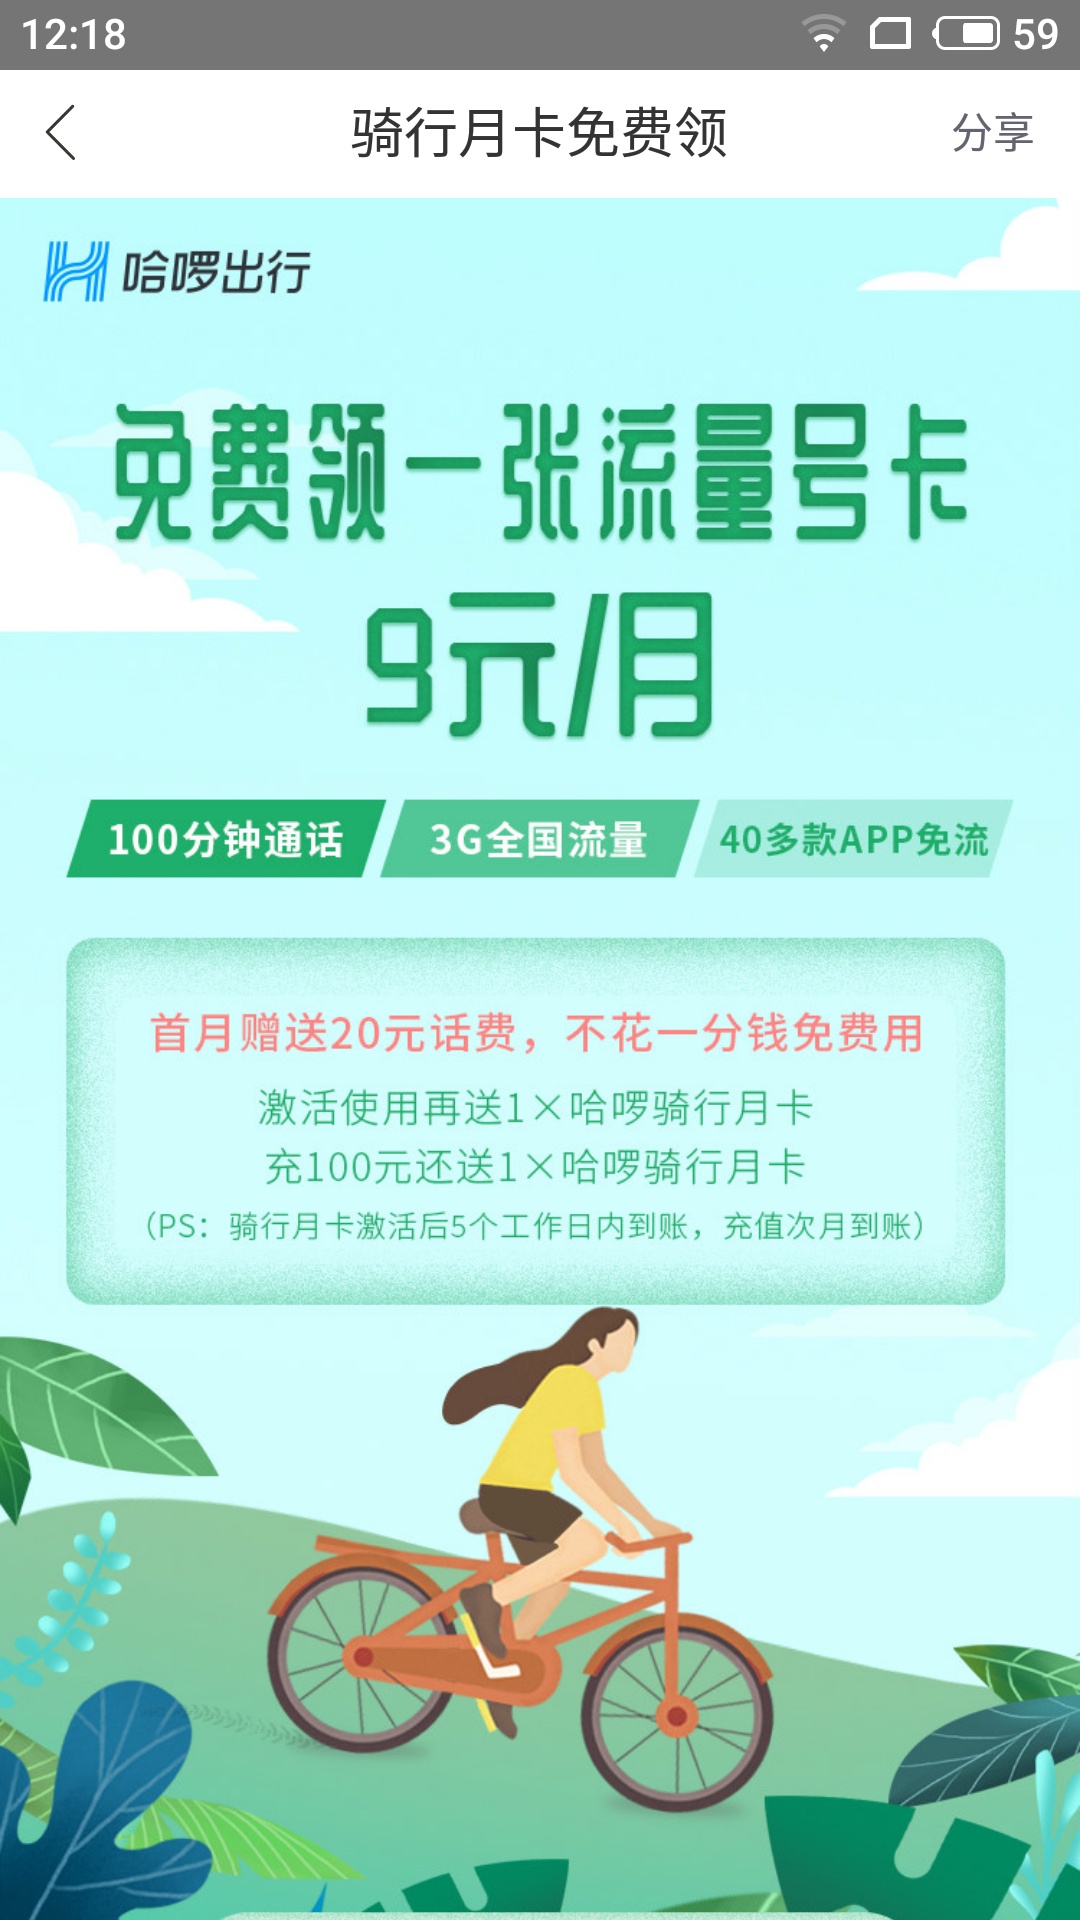 12:18
59
骑行月卡免费领
分享
哈啰出行
免费领一张流量号卡
9元/月
100分钟通话
3G全国流量
40多款APP免流
首月赠送20元话费，不花一分钱免费用
激活使用再送1×哈啰骑行月卡
充100元还送1×哈啰骑行月卡
（PS：骑行月卡激活后5个工作日内到账，充值次月到账）